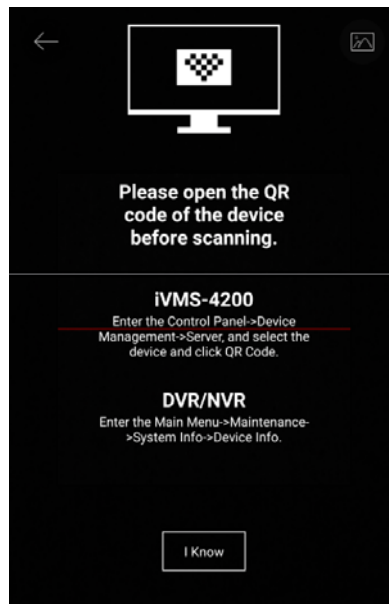 Please open the QR
code of the device
before scanning.
iVMS-4200
Enter the Control Panel->Device
Management->Server, and select the
device and click QR Code.
DVR/NVR
Enter the Main Menu->Maintenance-
>System Info->Device Info.
I Know